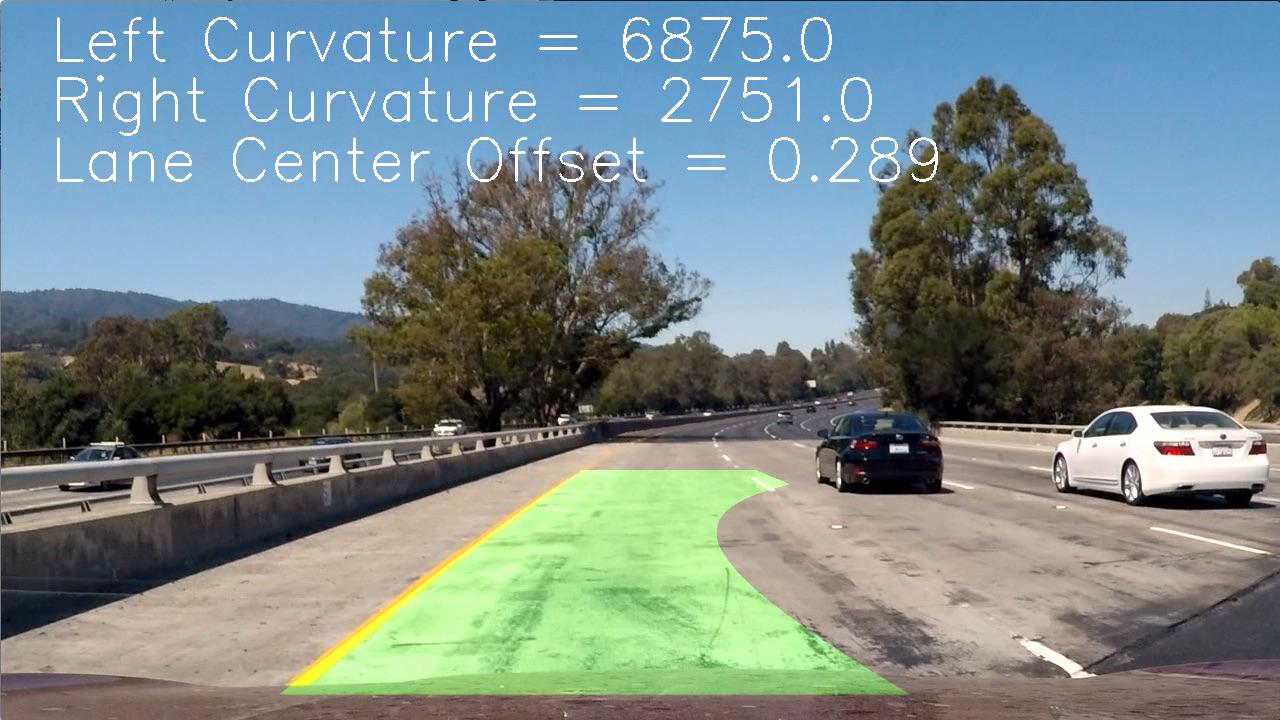 Left Curvature = 6875.0
Right Curvature = 2751.0
Lane Center Offset = 0.289